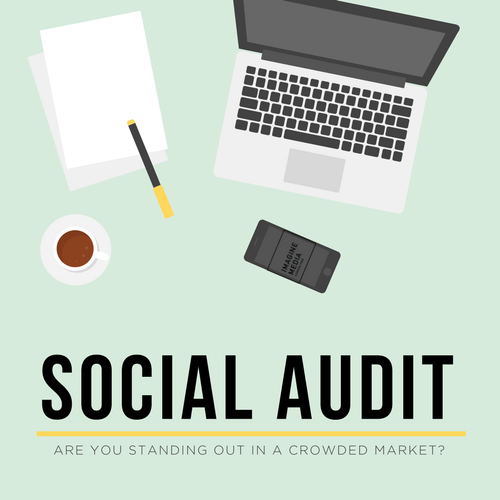 IMAGINE
MEDIA
SOCIAL AUDIT
ARE YOU STANDING OUT IN A CROWDED MARKET?